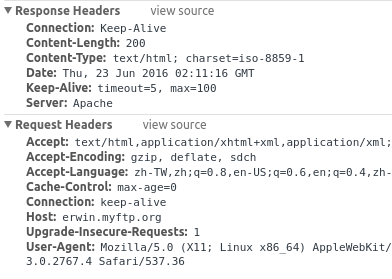 ▼ Response Headers view source
Connection: Keep-Alive
Content-Length: 200
Content-Type: text/html; charset=iso-8859-1
Date: Thu, 23 Jun 2016 02:11:16 GMT
Keep-Alive: timeout=5, max=100
Server: Apache
▼ Request Headers view source
Accept: text/html,application/xhtml+xml,application/xml;
Accept-Encoding: gzip, deflate, sdch
Accept-Language: zh-TW,zh;q=0.8,en-US;q=0.6,en;q=0.4,zh-
Cache-Control: max-age=0
Connection: keep-alive
Host: erwin.myftp.org
Upgrade-Insecure-Requests: 1
User-Agent: Mozilla/5.0 (X11; Linux x86_64) AppleWebKit/
3.0.2767.4 Safari/537.36